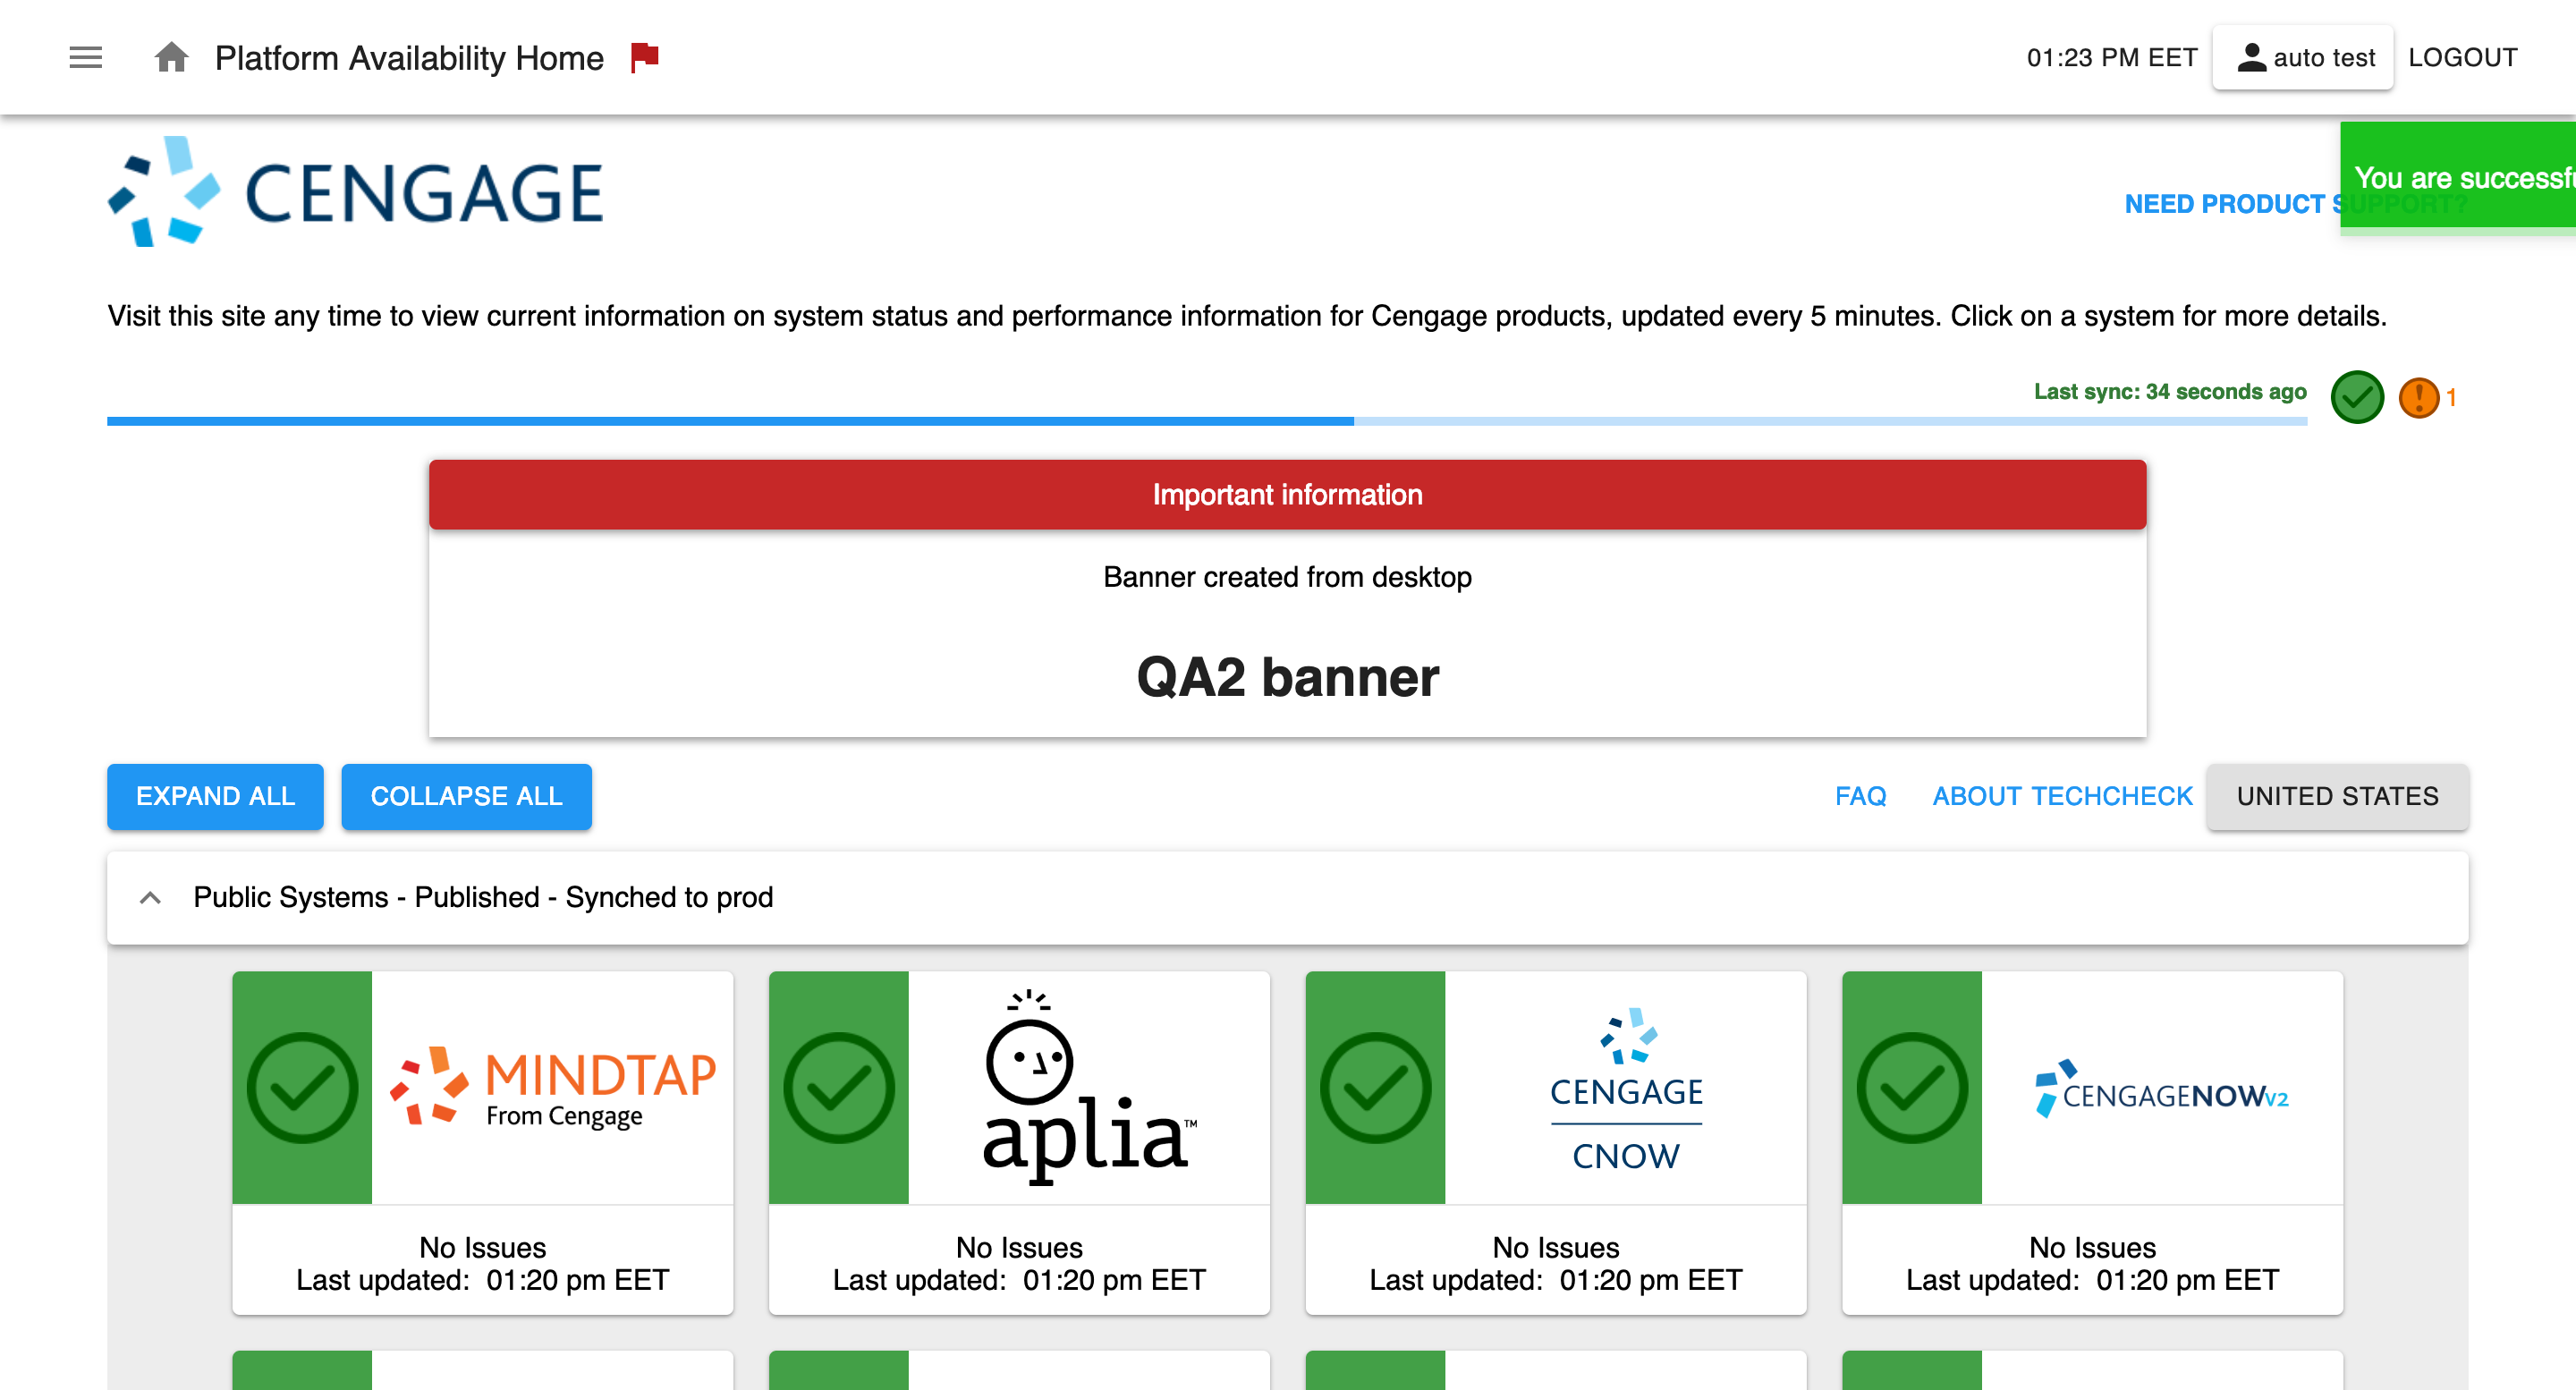 Platform Availability Home
01:23 PM EET
auto test
LOGOUT
CENGAGE
You are successfu
NEED PRODUCT SUPPORT?
Visit this site any time to view current information on system status and performance information for Cengage products, updated every 5 minutes. Click on a system for more details.
Last sync: 34 seconds ago
1
Important information
Banner created from desktop
QA2 banner
EXPAND ALL
COLLAPSE ALL
FAQ
ABOUT TECHCHECK
UNITED STATES
Public Systems - Published - Synched to prod
MINDTAP
From Cengage
No Issues
Last updated: 01:20 pm EET
aplia™
No Issues
Last updated: 01:20 pm EET
CENGAGE
CNOW
No Issues
Last updated: 01:20 pm EET
CENGAGENOWV2
No Issues
Last updated: 01:20 pm EET